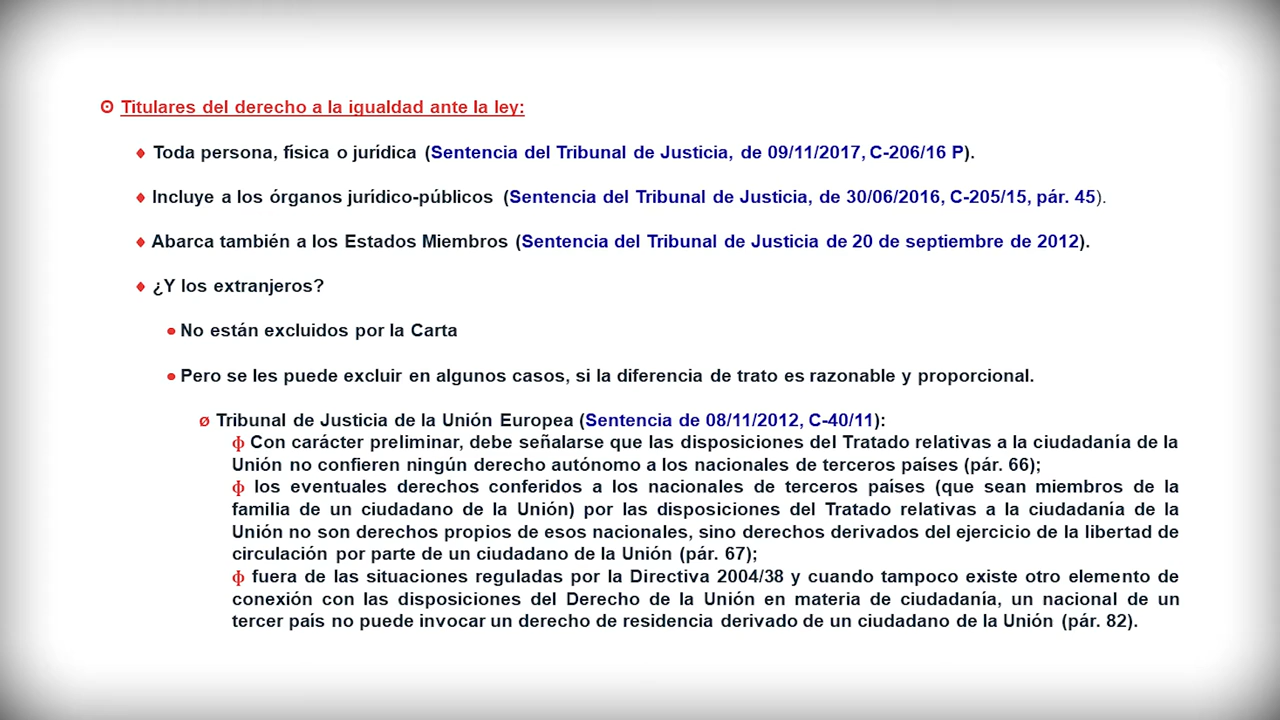 ʘ Titulares del derecho a la igualdad ante la ley:
♦ Toda persona, física o jurídica (Sentencia del Tribunal de Justicia, de 09/11/2017, C-206/16 P).
♦ Incluye a los órganos jurídico-públicos (Sentencia del Tribunal de Justicia, de 30/06/2016, C-205/15, pár. 45).
♦ Abarca también a los Estados Miembros (Sentencia del Tribunal de Justicia de 20 de septiembre de 2012).
♦ ¿Y los extranjeros?
● No están excluidos por la Carta
● Pero se les puede excluir en algunos casos, si la diferencia de trato es razonable y proporcional.
ø Tribunal de Justicia de la Unión Europea (Sentencia de 08/11/2012, C-40/11):
ф Con carácter preliminar, debe señalarse que las disposiciones del Tratado relativas a la ciudadanía de la
Unión no confieren ningún derecho autónomo a los nacionales de terceros países (pár. 66);
ф los eventuales derechos conferidos a los nacionales de terceros países (que sean miembros de la
familia de un ciudadano de la Unión) por las disposiciones del Tratado relativas a la ciudadanía de la
Unión no son derechos propios de esos nacionales, sino derechos derivados del ejercicio de la libertad de
circulación por parte de un ciudadano de la Unión (pár. 67);
ф fuera de las situaciones reguladas por la Directiva 2004/38 y cuando tampoco existe otro elemento de
conexión con las disposiciones del Derecho de la Unión en materia de ciudadanía, un nacional de un
tercer país no puede invocar un derecho de residencia derivado de un ciudadano de la Unión (pár. 82).